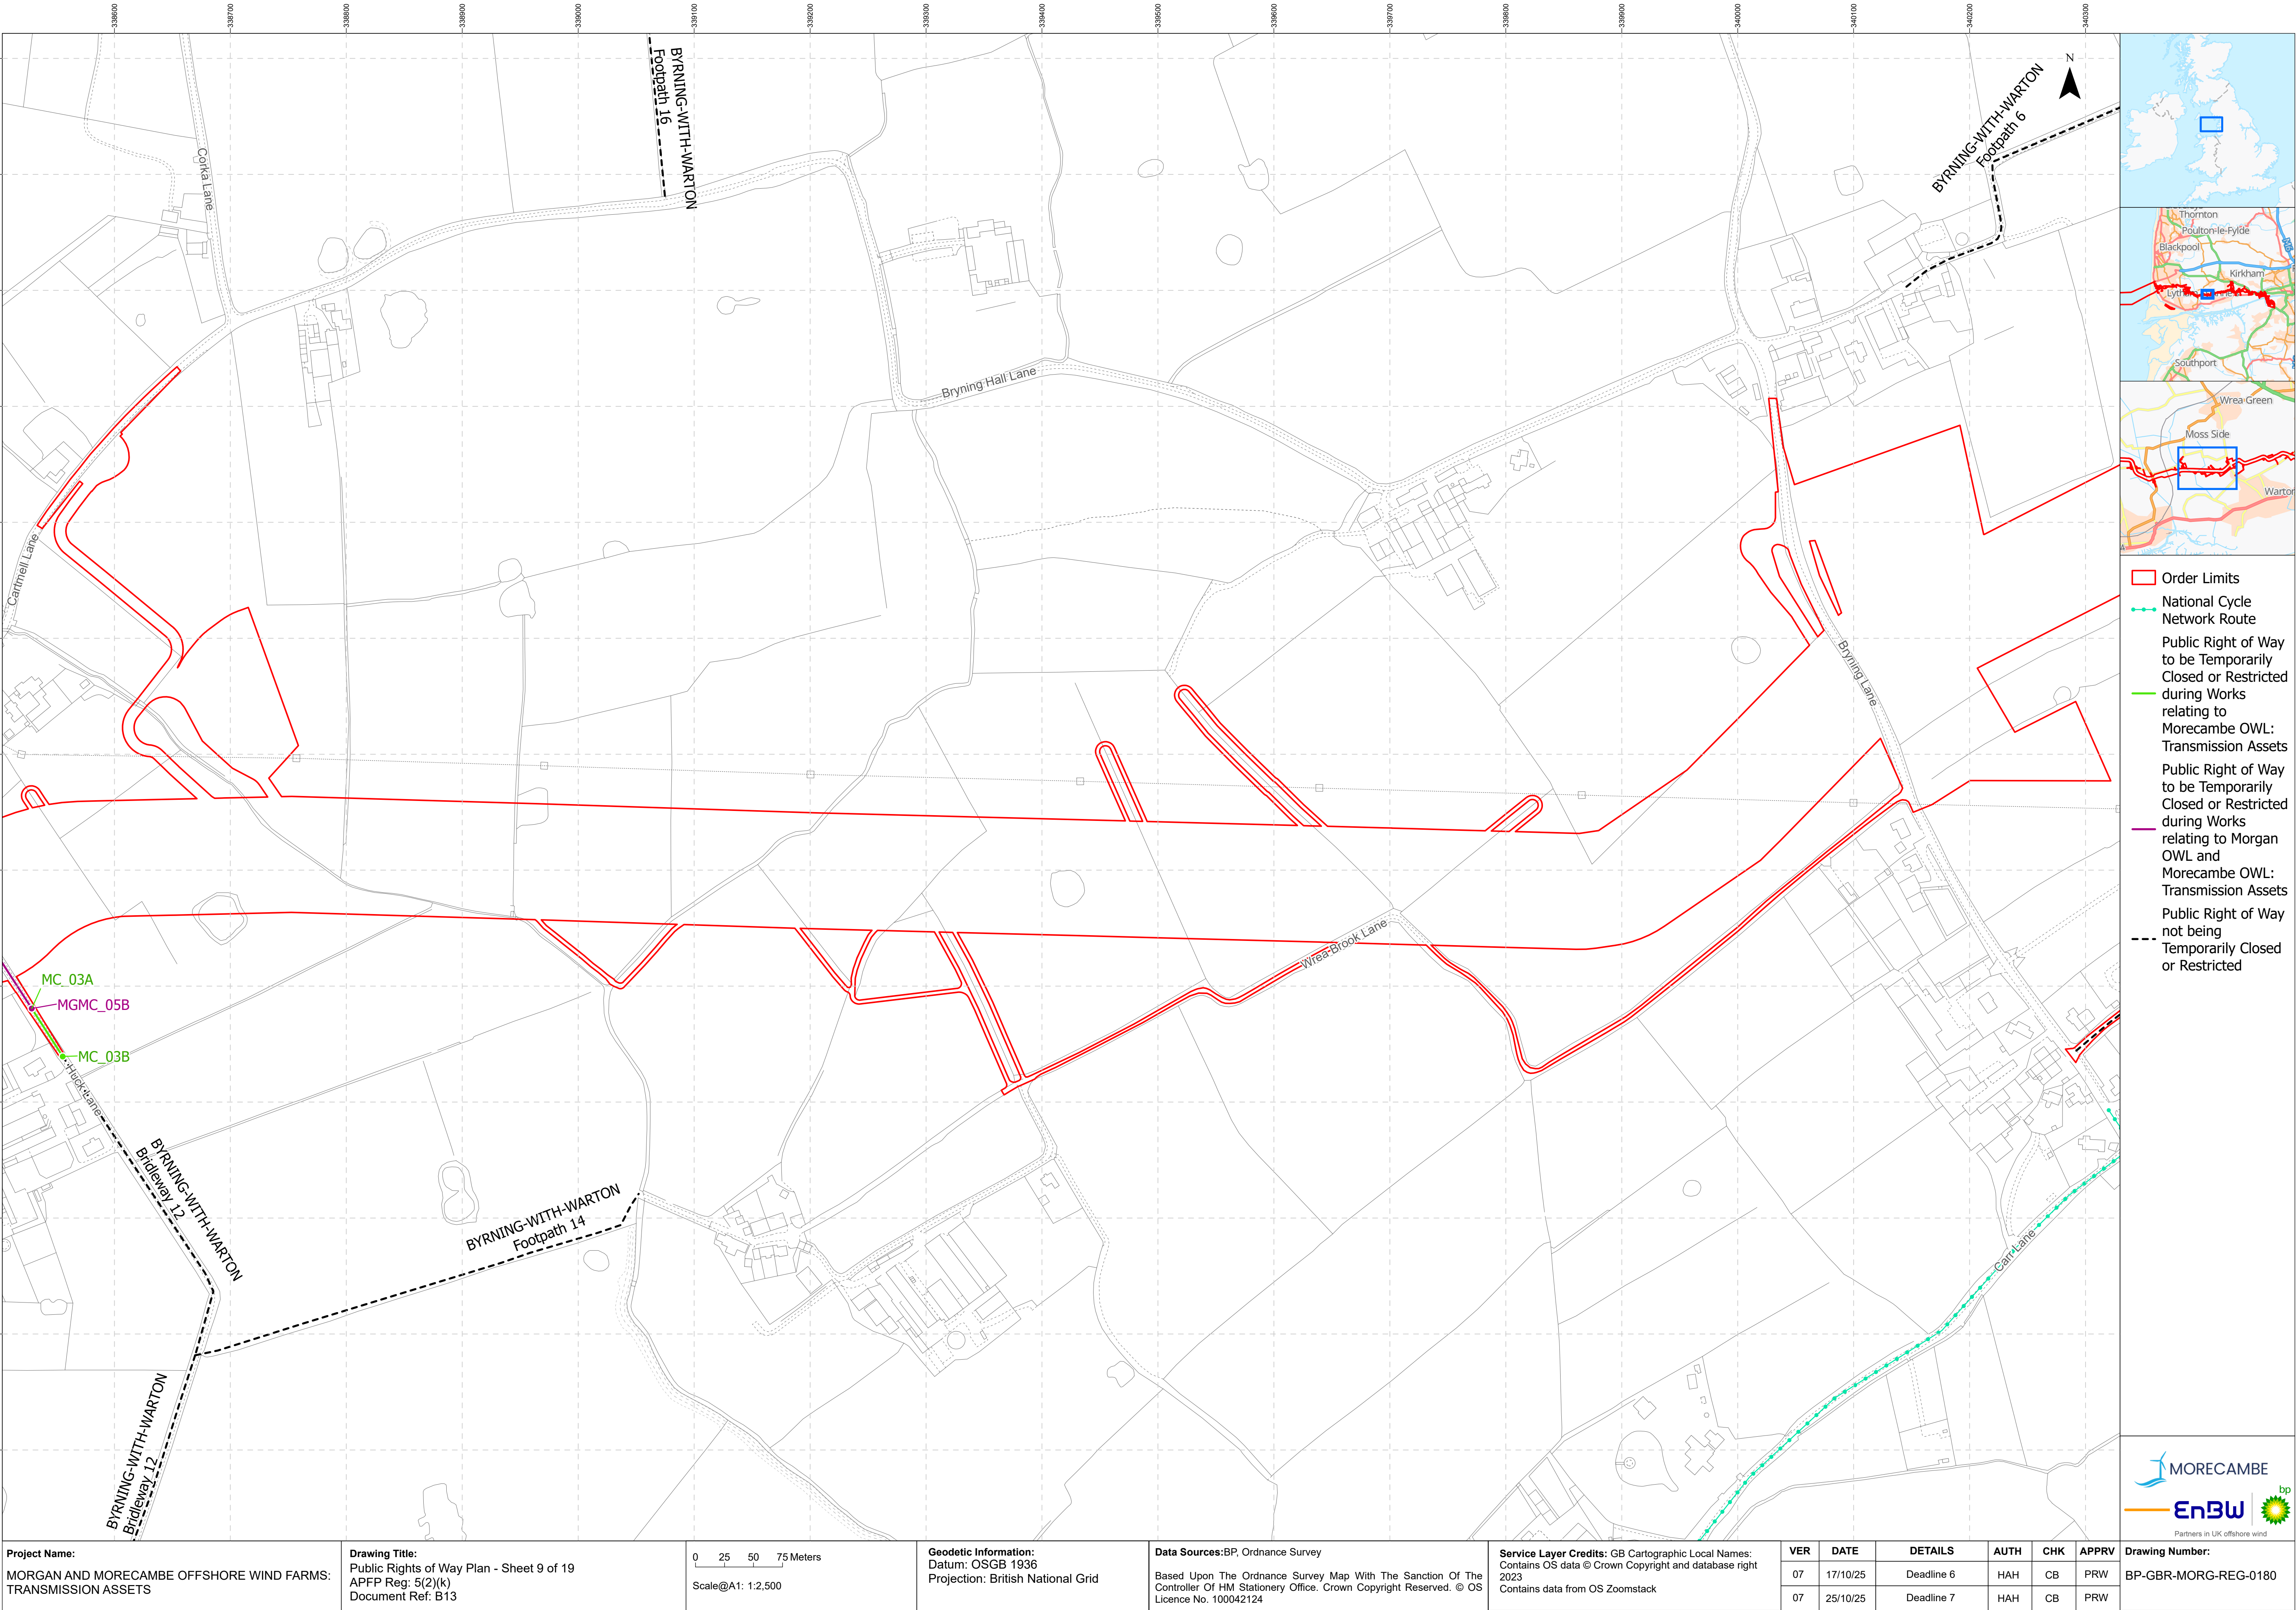 338600
338700
338800
338900
339000
339100
339200
339300
339400
339500
339600
339700
339800
339900
340000
340100
340200
340300
BYRNING-WITH-WARTON
Footpath 16
BYRNING-WITH-WARTON
Footpath 6
N
Corka Lane
Bryning Hall Lane
Cartmell Lane
Bryning Lane
Wrea Brook Lane
MC_03A
MGMC_05B
MC_03B
Huck Lane
BYRNING-WITH-WARTON
Bridleway 12
BYRNING-WITH-WARTON
Footpath 14
Carr Lane
BYRNING-WITH-WARTON
Bridleway 12
Thornton
Poulton-le-Fylde
Blackpool
Kirkham
Southport
Wrea Green
Moss Side
Warton
Order Limits
National Cycle
Network Route
Public Right of Way
to be Temporarily
Closed or Restricted
during Works
relating to
Morecambe OWL:
Transmission Assets
Public Right of Way
to be Temporarily
Closed or Restricted
during Works
relating to Morgan
OWL and
Morecambe OWL:
Transmission Assets
Public Right of Way
not being
Temporarily Closed
or Restricted
MORECAMBE
bp
EnBW
Partners in UK offshore wind
Project Name:
MORGAN AND MORECAMBE OFFSHORE WIND FARMS:
TRANSMISSION ASSETS
Drawing Title:
Public Rights of Way Plan - Sheet 9 of 19
APFP Reg: 5(2)(k)
Document Ref: B13
0 25 50 75 Meters
Scale@A1: 1:2,500
Geodetic Information:
Datum: OSGB 1936
Projection: British National Grid
Data Sources:BP, Ordnance Survey
Based Upon The Ordnance Survey Map With The Sanction Of The
Controller Of HM Stationery Office. Crown Copyright Reserved. © OS
Licence No. 100042124
Service Layer Credits: GB Cartographic Local Names:
Contains OS data © Crown Copyright and database right
2023
Contains data from OS Zoomstack
VER DATE DETAILS AUTH CHK APPRV
07 17/10/25 Deadline 6 HAH CB PRW
07 25/10/25 Deadline 7 HAH CB PRW
Drawing Number:
BP-GBR-MORG-REG-0180